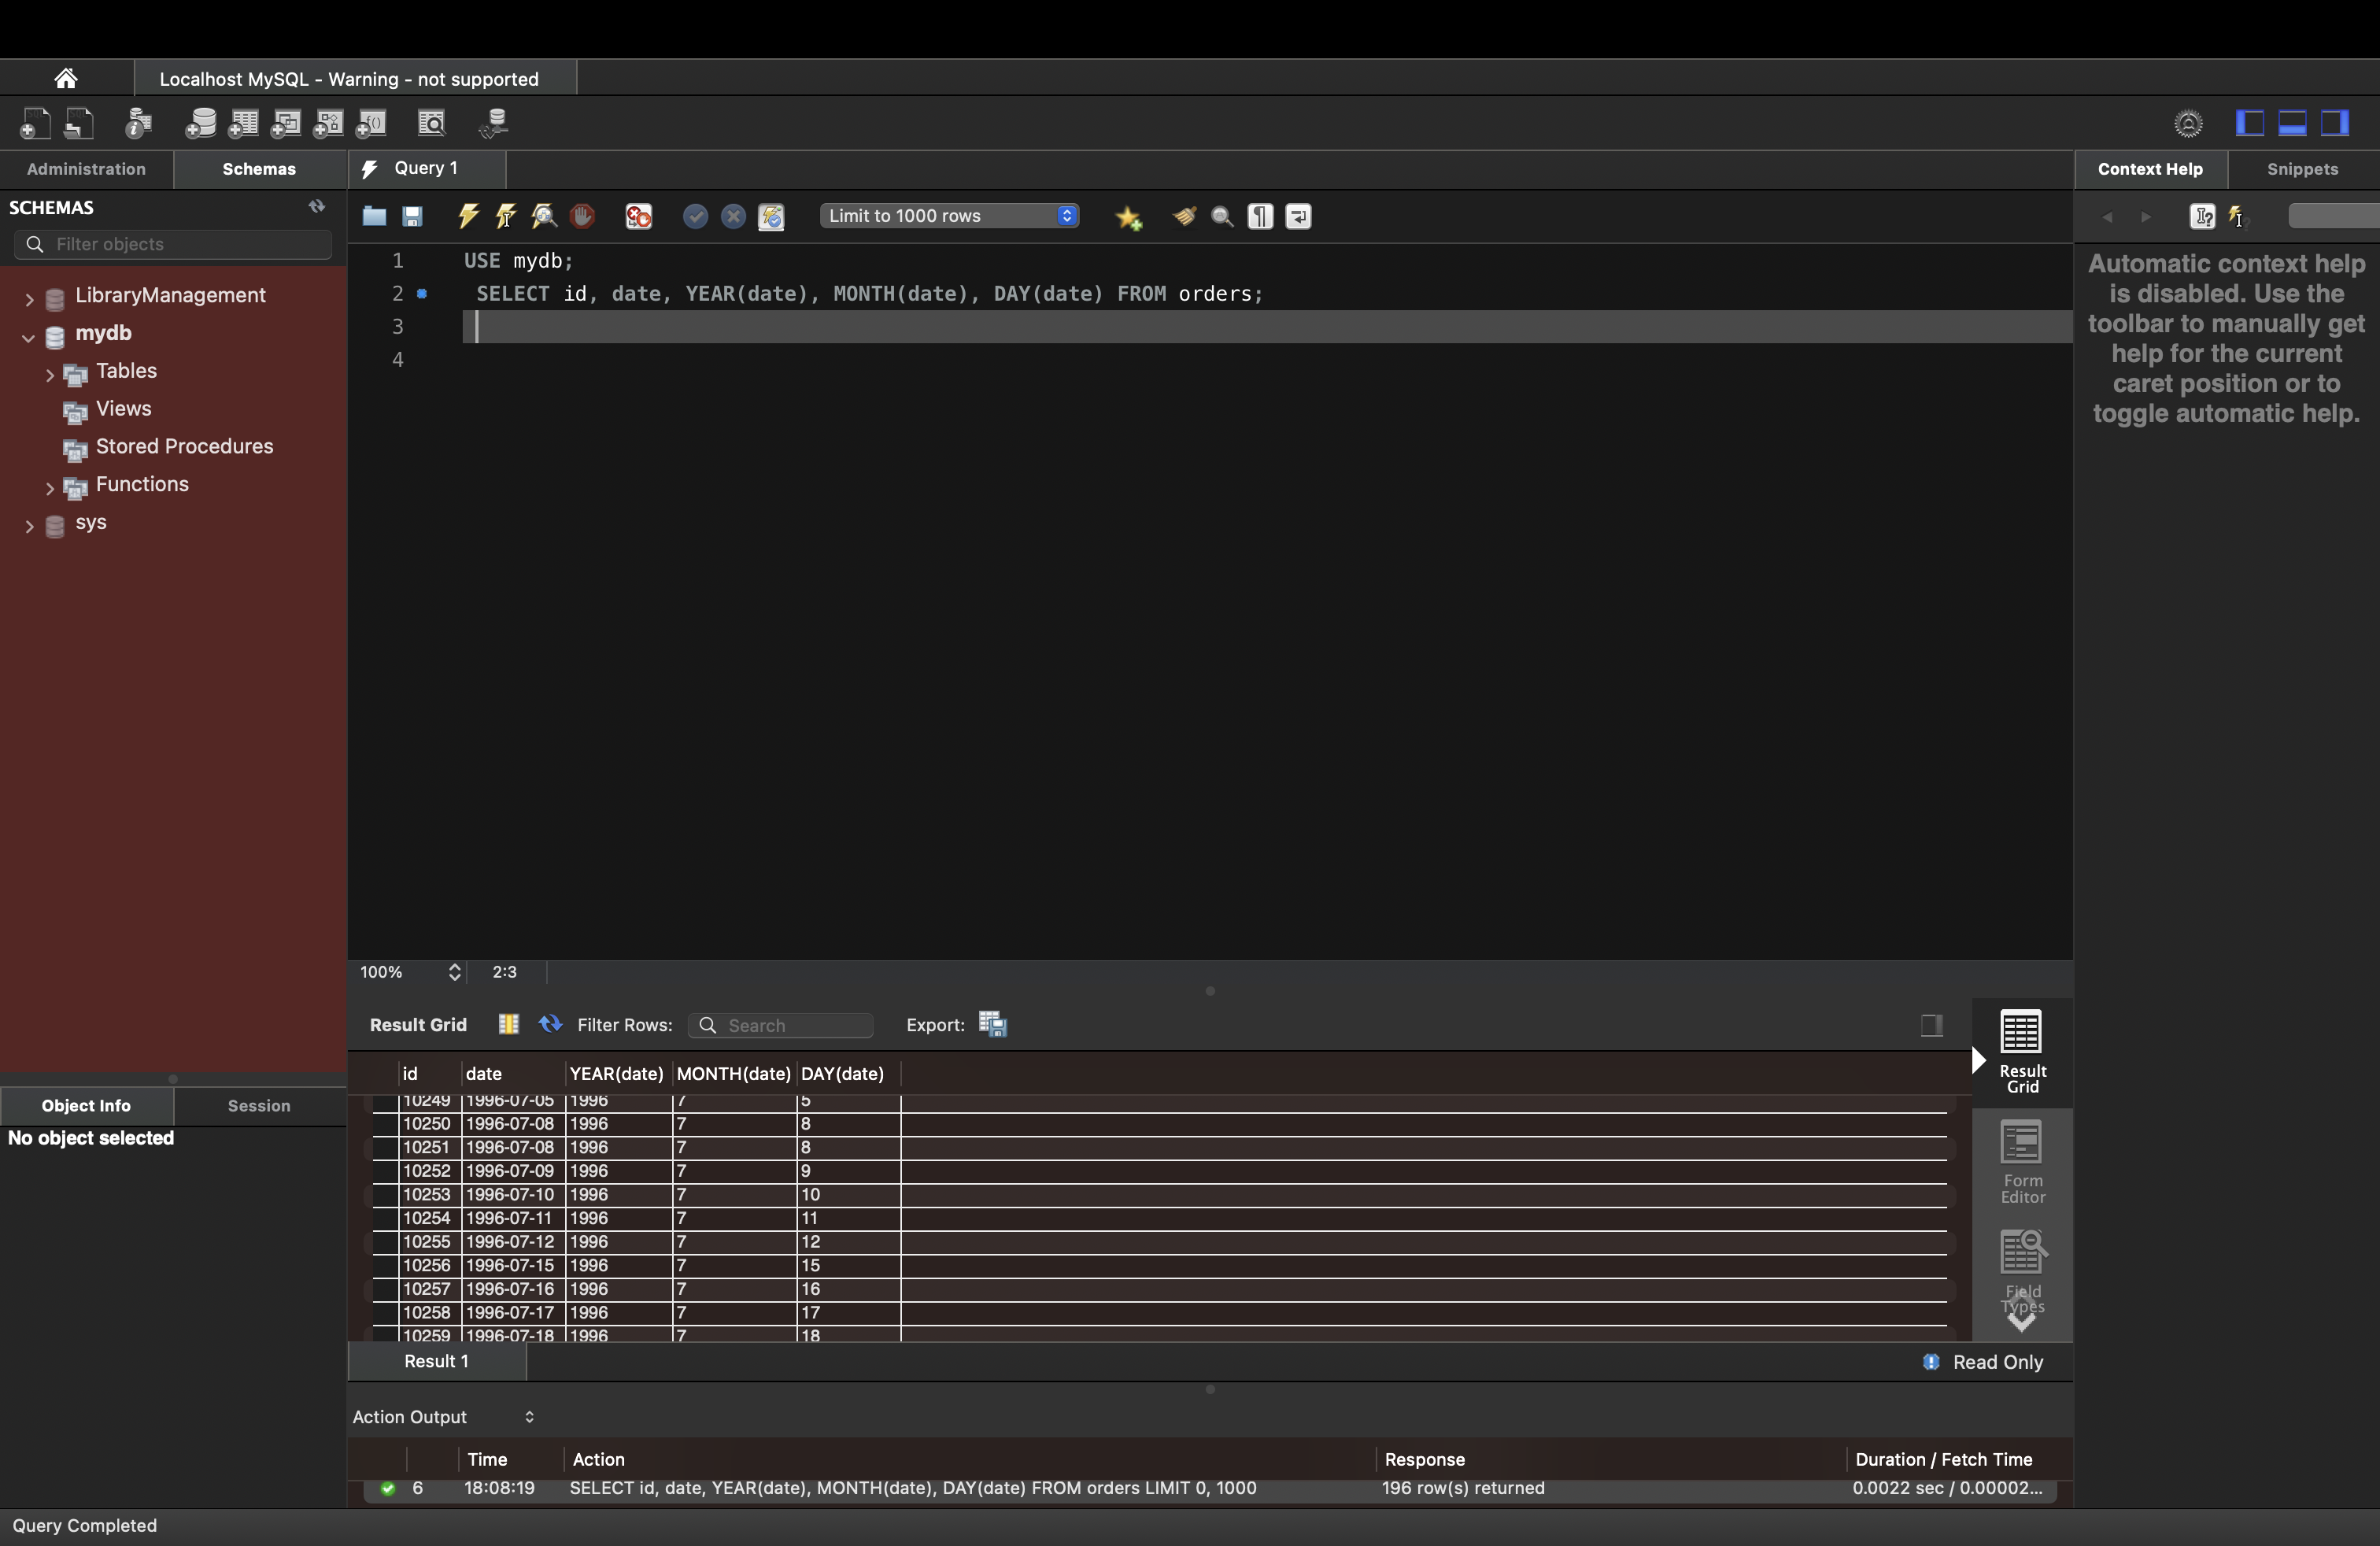 Localhost MySQL - Warning - not supported
Administration
Schemas
Query 1
Context Help
Snippets
SCHEMAS
Filter objects
Limit to 1000 rows
LibraryManagement
mydb
Tables
Views
Stored Procedures
Functions
sys
1 USE mydb;
2 SELECT id, date, YEAR(date), MONTH(date), DAY(date) FROM orders;
3
4
Automatic context help
is disabled. Use the
toolbar to manually get
help for the current
caret position or to
toggle automatic help.
100% 2:3
Result Grid Filter Rows: Search Export:
id date YEAR(date) MONTH(date) DAY(date)
10249 1996-07-05 1996 7 5
10250 1996-07-08 1996 7 8
10251 1996-07-08 1996 7 8
10252 1996-07-09 1996 7 9
10253 1996-07-10 1996 7 10
10254 1996-07-11 1996 7 11
10255 1996-07-12 1996 7 12
10256 1996-07-15 1996 7 15
10257 1996-07-16 1996 7 16
10258 1996-07-17 1996 7 17
10259 1996-07-18 1996 7 18
Result
Grid
Form
Editor
Field
Types
Result 1
Read Only
Object Info
Session
No object selected
Action Output
Time Action Response Duration / Fetch Time
6 18:08:19 SELECT id, date, YEAR(date), MONTH(date), DAY(date) FROM orders LIMIT 0, 1000 196 row(s) returned 0.0022 sec / 0.00002...
Query Completed